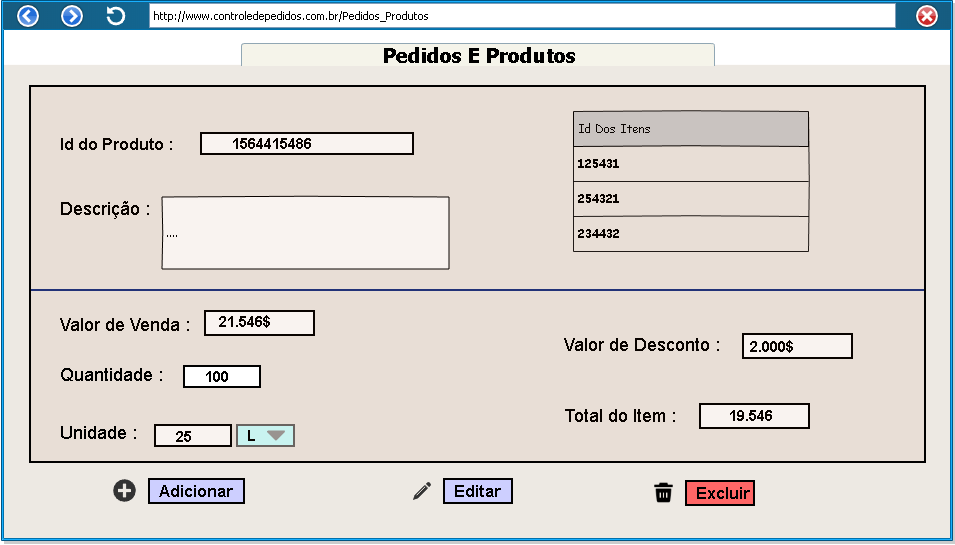 http://www.controledepedidos.com.br/Pedidos_Produtos
Pedidos E Produtos
Id do Produto : 1564415486
Id Dos Itens
125431
254321
234432
Descrição :
....
Valor de Venda : 21.546$
Valor de Desconto : 2.000$
Quantidade : 100
Total do Item : 19.546
Unidade : 25 L
Adicionar
Editar
Excluir